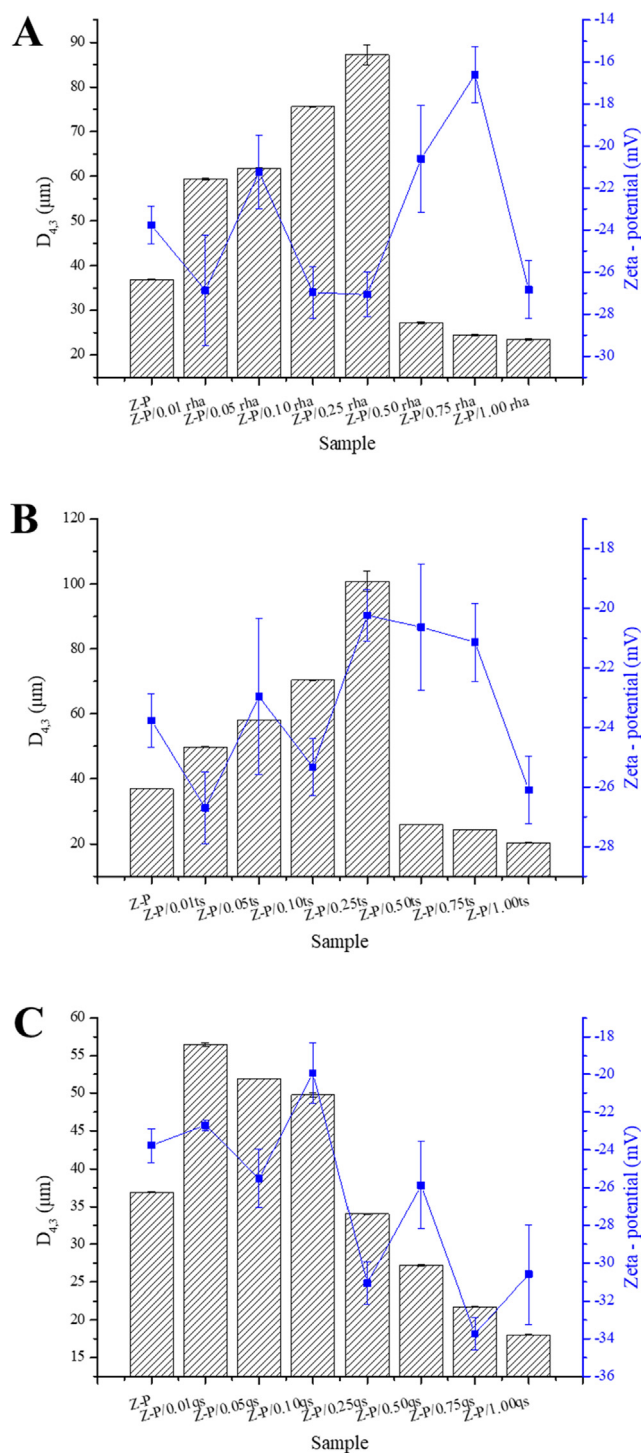 A
90
80
70
60
50
40
30
20
D4,3 (μm)
-14
-16
-18
-20
-22
-24
-26
-28
-30
Zeta - potential (mV)
Z-P
Z-P/0.01 rha
Z-P/0.05 rha
Z-P/0.10 rha
Z-P/0.25 rha
Z-P/0.50 rha
Z-P/0.75 rha
Z-P/1.00 rha
Sample
B
120
100
80
60
40
20
D4,3 (μm)
-18
-20
-22
-24
-26
-28
Zeta - potential (mV)
Z-P
Z-P/0.01ts
Z-P/0.05ts
Z-P/0.10ts
Z-P/0.25ts
Z-P/0.50ts
Z-P/0.75ts
Z-P/1.00ts
Sample
C
60
55
50
45
40
35
30
25
20
15
D4,3 (μm)
-18
-20
-22
-24
-26
-28
-30
-32
-34
-36
Zeta - potential (mV)
Z-P
Z-P/0.01qs
Z-P/0.05qs
Z-P/0.10qs
Z-P/0.25qs
Z-P/0.50qs
Z-P/0.75qs
Z-P/1.00qs
Sample